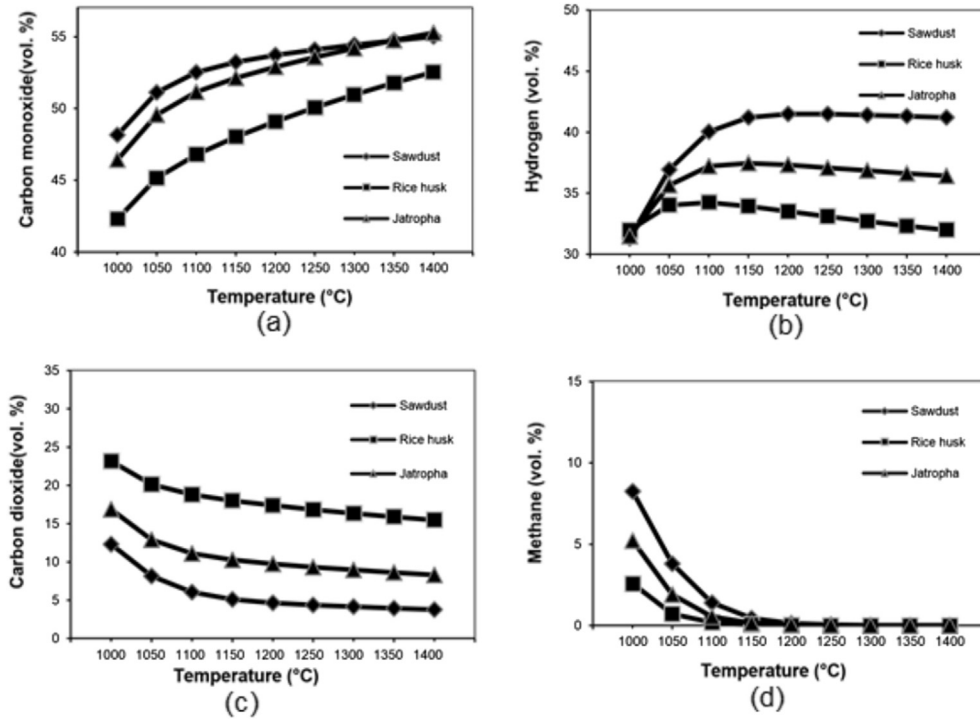 55
50
45
40
Carbon monoxide(vol. %)
Sawdust
Rice husk
Jatropha
1000 1050 1100 1150 1200 1250 1300 1350 1400
Temperature (°C)
(a)
50
45
40
35
30
Hydrogen (vol. %)
Sawdust
Rice husk
Jatropha
1000 1050 1100 1150 1200 1250 1300 1350 1400
Temperature (°C)
(b)
35
30
25
20
15
10
5
0
Carbon dioxide(vol. %)
Sawdust
Rice husk
Jatropha
1000 1050 1100 1150 1200 1250 1300 1350 1400
Temperature (°C)
(c)
15
10
5
0
Methane (vol. %)
Sawdust
Rice husk
Jatropha
1000 1050 1100 1150 1200 1250 1300 1350 1400
Temperature (°C)
(d)